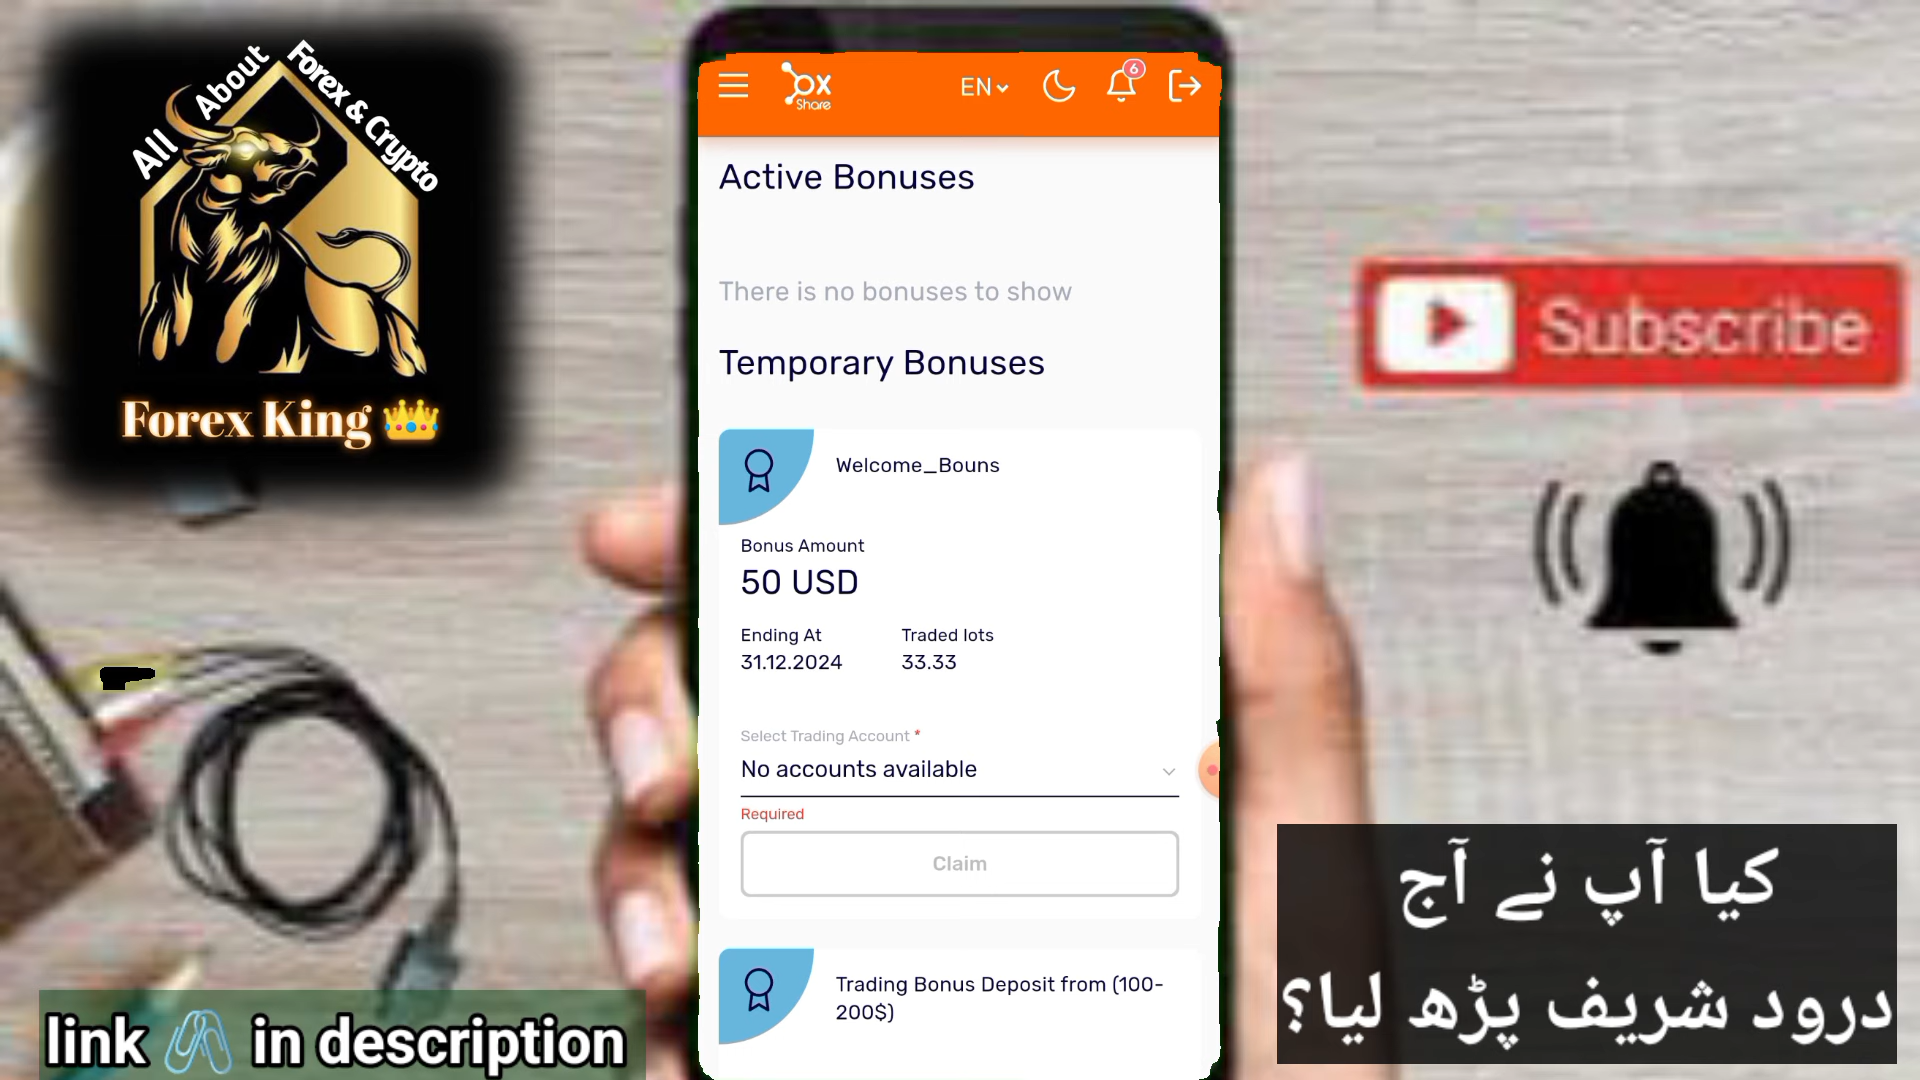 All About Forex & Crypto
Forex King
link in description
OX Share
EN
6
Active Bonuses
There is no bonuses to show
Temporary Bonuses
Welcome_Bouns
Bonus Amount
50 USD
Ending At Traded lots
31.12.2024 33.33
Select Trading Account *
No accounts available
Required
Claim
Trading Bonus Deposit from (100-
200$)
Subscribe
کیا آپ نے آج
درود شریف پڑھ لیا؟